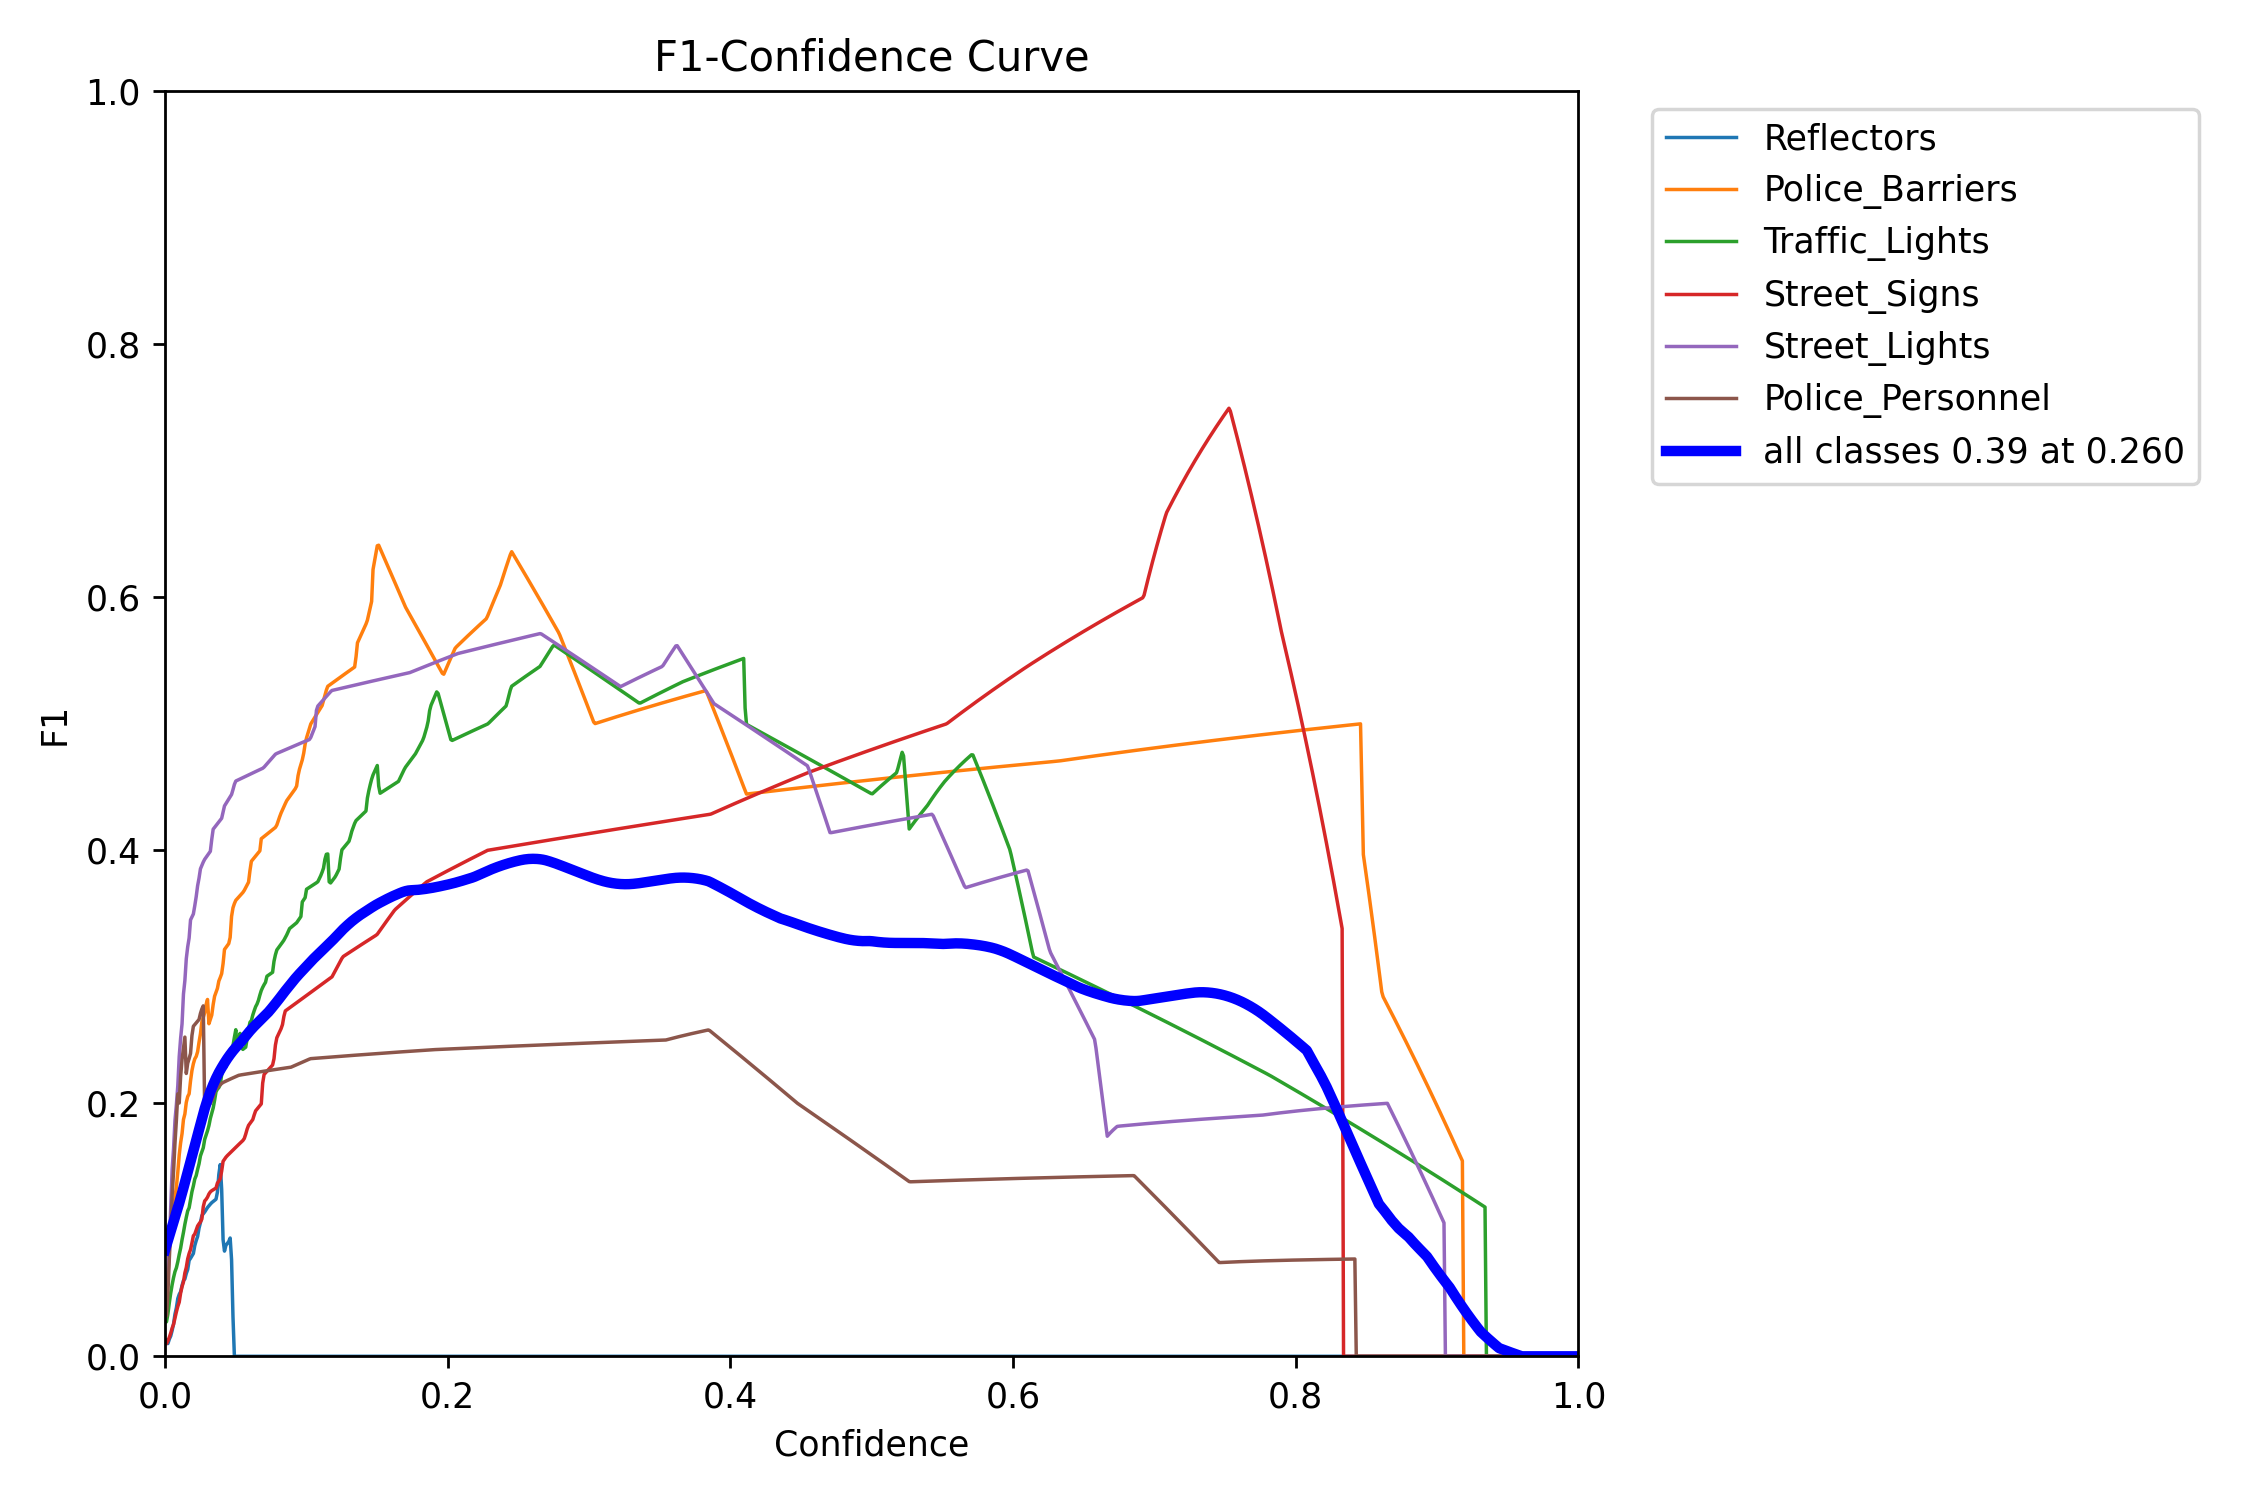 F1-Confidence Curve
1.0
0.8
0.6
0.4
0.2
0.0
F1
0.0 0.2 0.4 0.6 0.8 1.0
Confidence
Reflectors
Police_Barriers
Traffic_Lights
Street_Signs
Street_Lights
Police_Personnel
all classes 0.39 at 0.260